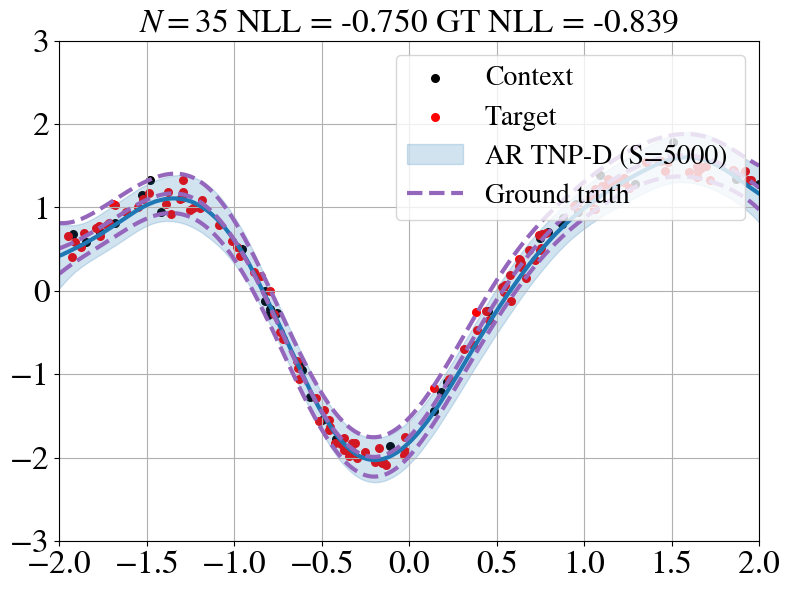 N = 35 NLL = -0.750 GT NLL = -0.839
3
2
1
0
−1
−2
−3
Context
Target
AR TNP-D (S=5000)
Ground truth
−2.0 −1.5 −1.0 −0.5 0.0 0.5 1.0 1.5 2.0